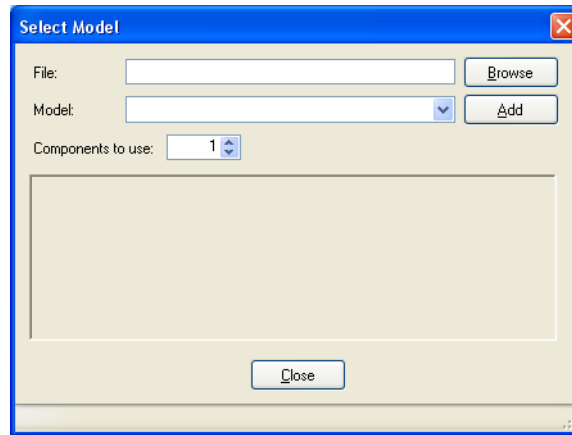 Select Model
File: Browse
Model: Add
Components to use: 1
Close